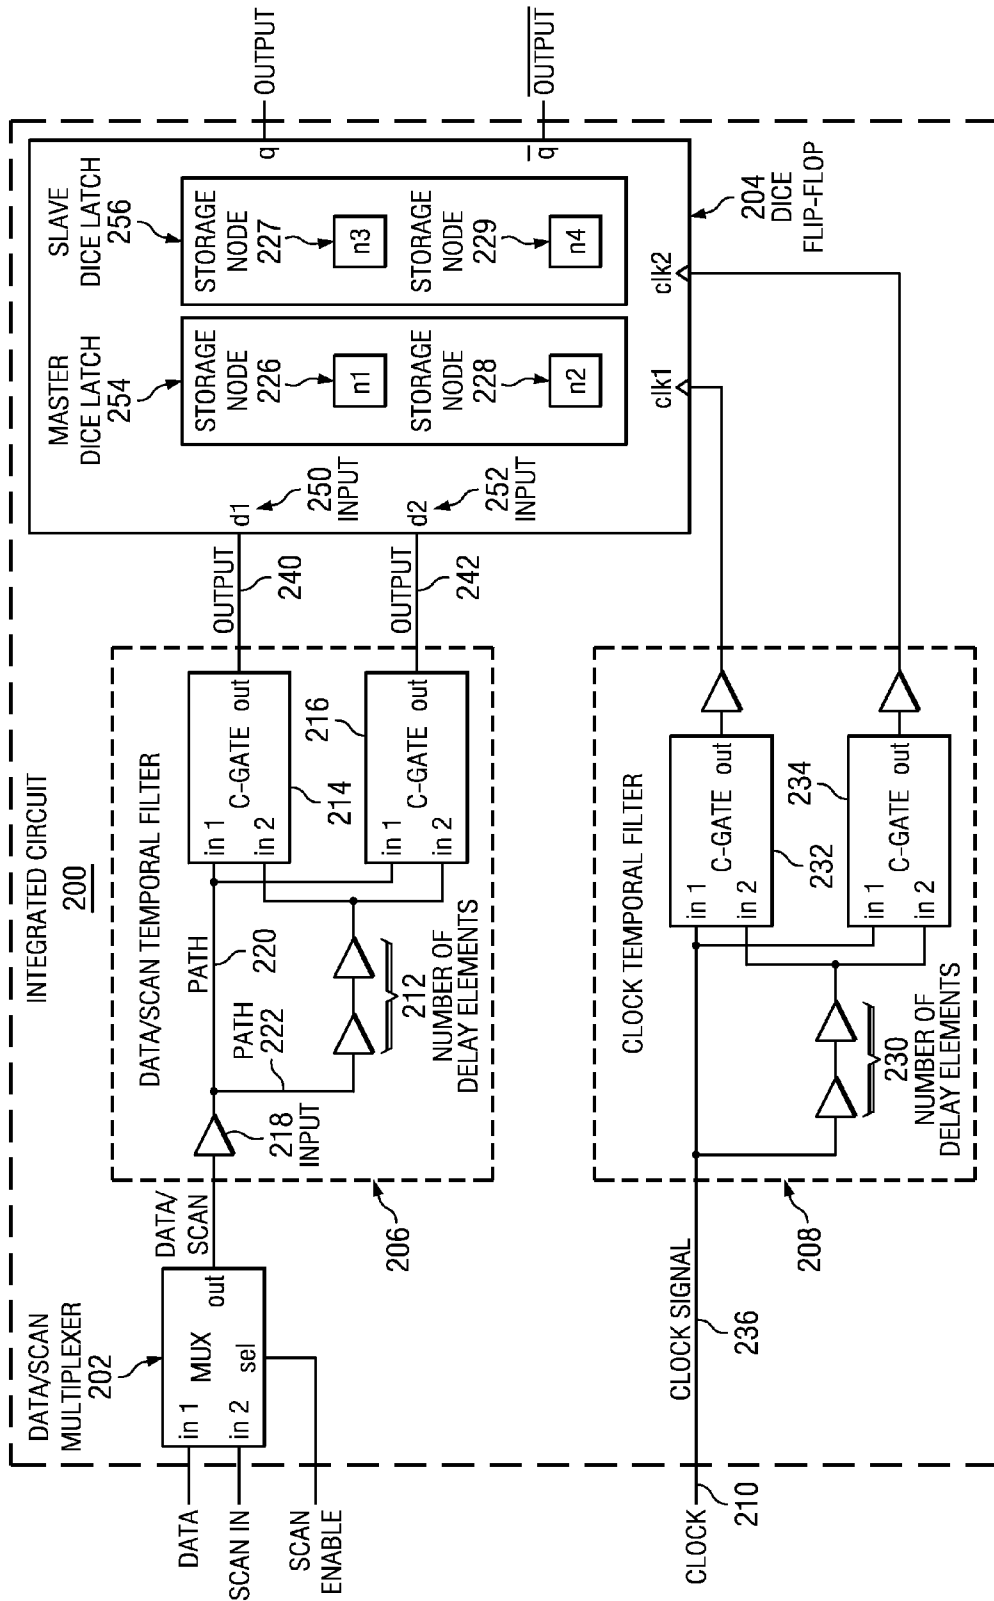 INTEGRATED CIRCUIT
200
DATA/SCAN
MULTIPLEXER
202
DATA
SCAN IN
SCAN
ENABLE
in 1
in 2
MUX
sel
out
DATA/
SCAN
206
DATA/SCAN TEMPORAL FILTER
218
INPUT
PATH
220
PATH
222
212
NUMBER OF
DELAY ELEMENTS
in 1
in 2
C-GATE
out
214
in 1
in 2
C-GATE
out
216
OUTPUT
240
OUTPUT
242
d1
250
INPUT
d2
252
INPUT
MASTER
DICE LATCH
254
STORAGE
NODE
226
n1
STORAGE
NODE
228
n2
SLAVE
DICE LATCH
256
STORAGE
NODE
227
n3
STORAGE
NODE
229
n4
q
OUTPUT
q
OUTPUT
clk1
clk2
204
DICE
FLIP-FLOP
CLOCK
210
CLOCK SIGNAL
236
208
CLOCK TEMPORAL FILTER
230
NUMBER OF
DELAY ELEMENTS
in 1
in 2
C-GATE
out
232
in 1
in 2
C-GATE
out
234